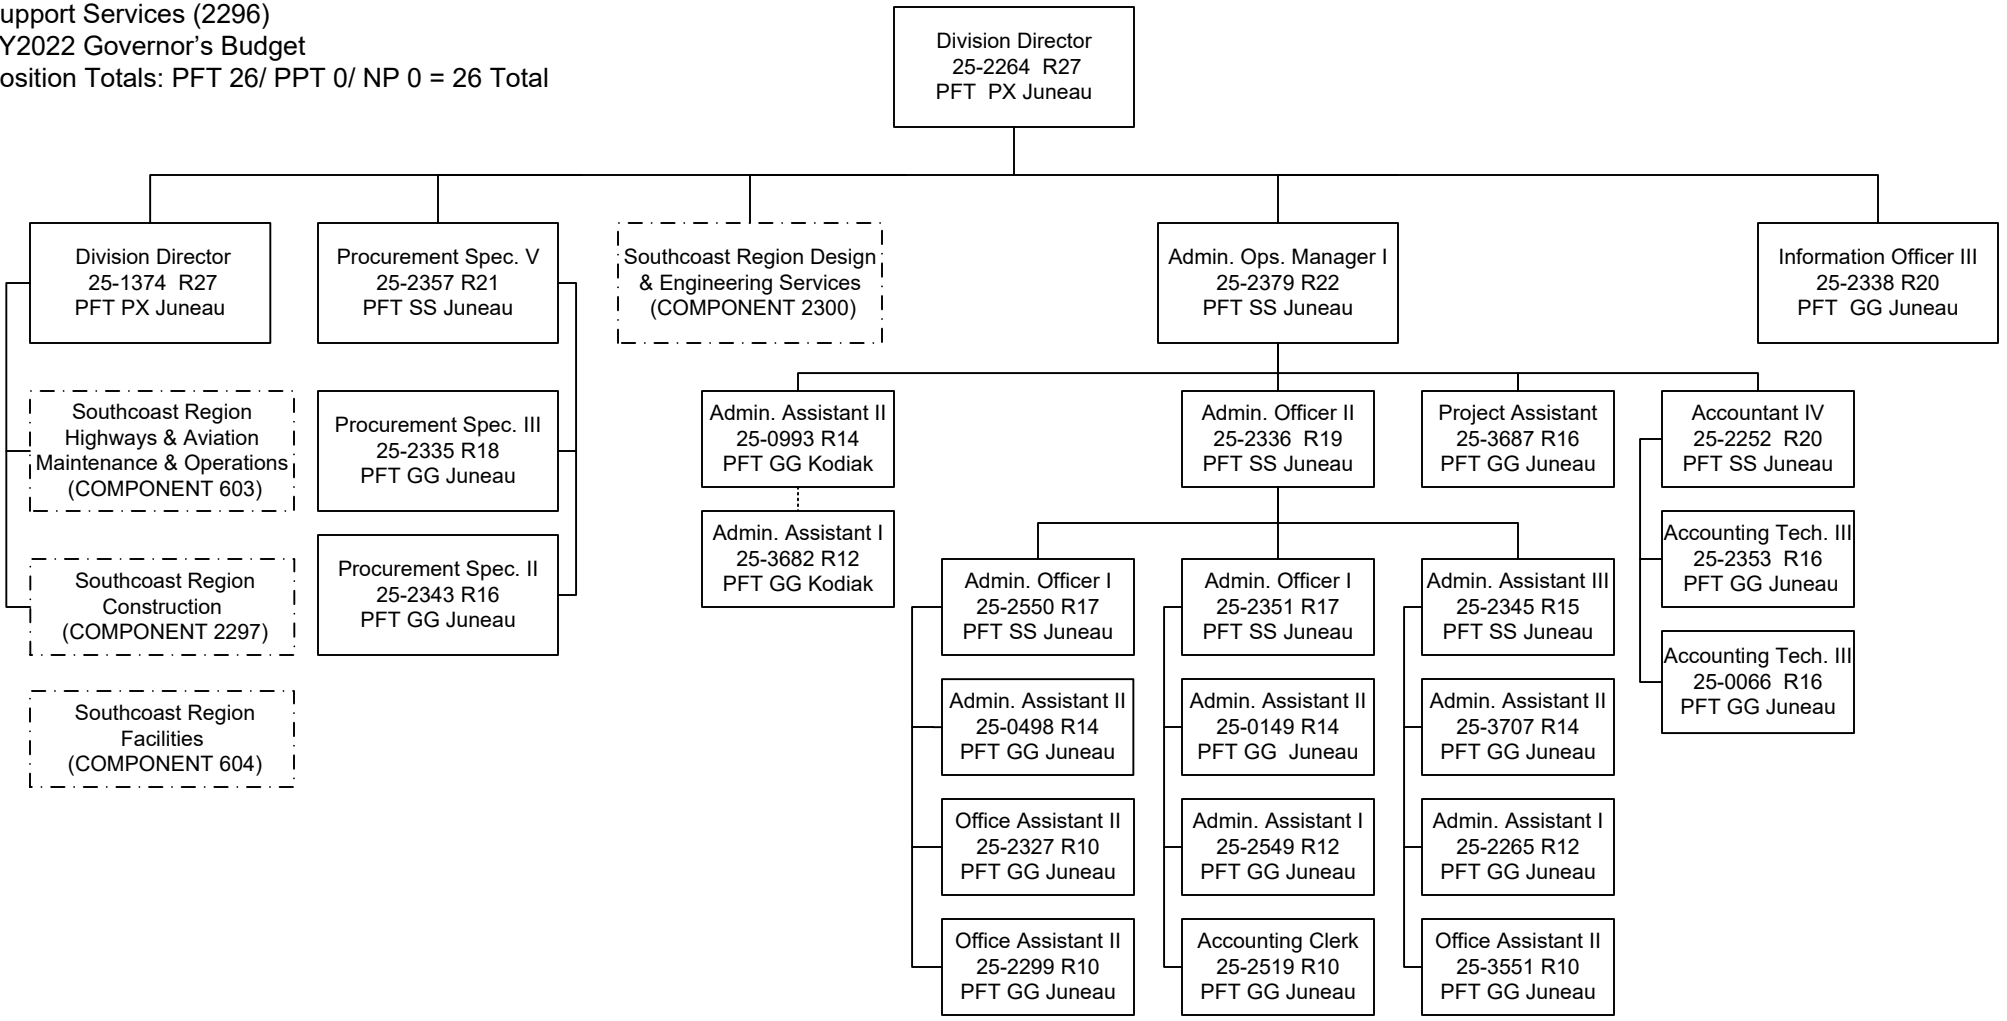 upport Services (2296)
Y2022 Governor's Budget
osition Totals: PFT 26/ PPT 0/ NP 0 = 26 Total
Division Director
25-2264 R27
PFT PX Juneau
Division Director
25-1374 R27
PFT PX Juneau
Procurement Spec. V
25-2357 R21
PFT SS Juneau
Southcoast Region Design
& Engineering Services
(COMPONENT 2300)
Admin. Ops. Manager I
25-2379 R22
PFT SS Juneau
Information Officer III
25-2338 R20
PFT GG Juneau
Southcoast Region
Highways & Aviation
Maintenance & Operations
(COMPONENT 603)
Procurement Spec. III
25-2335 R18
PFT GG Juneau
Admin. Assistant II
25-0993 R14
PFT GG Kodiak
Admin. Officer II
25-2336 R19
PFT SS Juneau
Project Assistant
25-3687 R16
PFT GG Juneau
Accountant IV
25-2252 R20
PFT SS Juneau
Southcoast Region
Construction
(COMPONENT 2297)
Procurement Spec. II
25-2343 R16
PFT GG Juneau
Admin. Assistant I
25-3682 R12
PFT GG Kodiak
Accounting Tech. III
25-2353 R16
PFT GG Juneau
Admin. Officer I
25-2550 R17
PFT SS Juneau
Admin. Officer I
25-2351 R17
PFT SS Juneau
Admin. Assistant III
25-2345 R15
PFT SS Juneau
Accounting Tech. III
25-0066 R16
PFT GG Juneau
Southcoast Region
Facilities
(COMPONENT 604)
Admin. Assistant II
25-0498 R14
PFT GG Juneau
Admin. Assistant II
25-0149 R14
PFT GG Juneau
Admin. Assistant II
25-3707 R14
PFT GG Juneau
Office Assistant II
25-2327 R10
PFT GG Juneau
Admin. Assistant I
25-2549 R12
PFT GG Juneau
Admin. Assistant I
25-2265 R12
PFT GG Juneau
Office Assistant II
25-2299 R10
PFT GG Juneau
Accounting Clerk
25-2519 R10
PFT GG Juneau
Office Assistant II
25-3551 R10
PFT GG Juneau